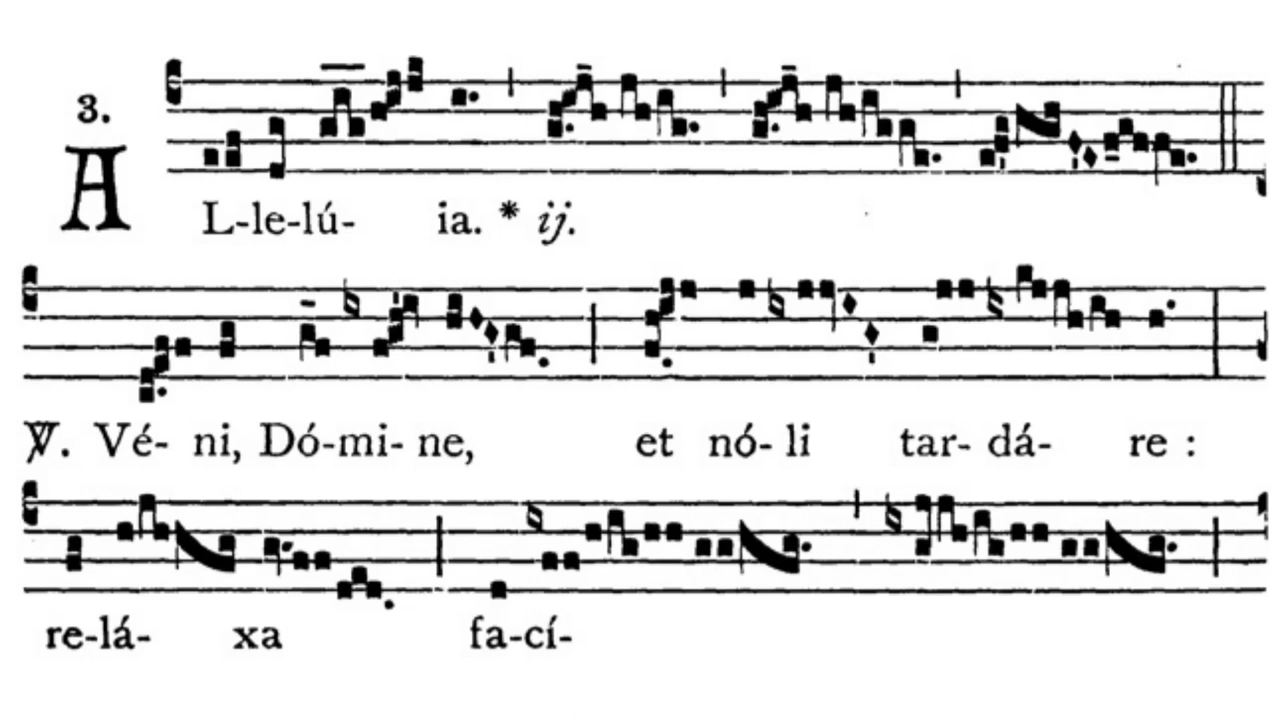 3.
AL-le-lú- ia. * ij.
℣. Vé- ni, Dó-mi- ne, et nó- li tar- dá- re :
re-lá- xa fa-cí-